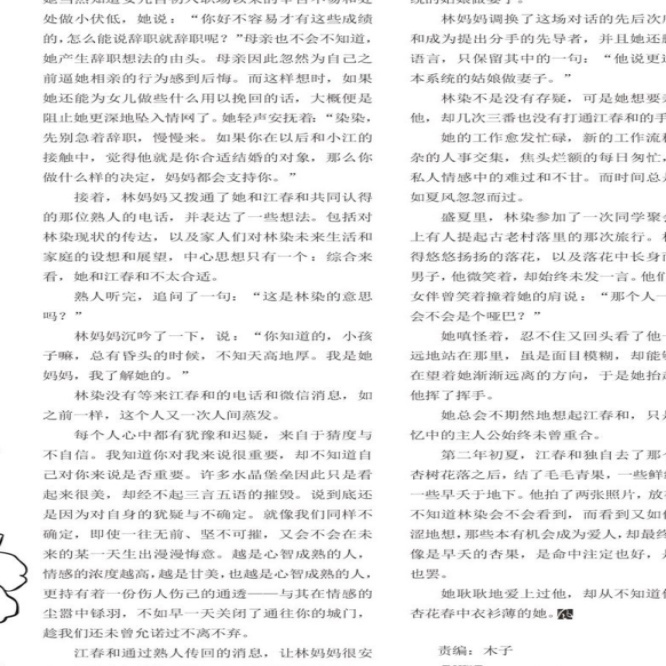 处做小伏低，她说：“你好不容易才有这些成绩
的，怎么能说辞职就辞职呢？”母亲也不会不知道，
她产生辞职想法的由头。母亲因此忽然为自己之
前逼她相亲的行为感到后悔。而这样想时，如果
她还能为女儿做些什么用以挽回的话，大概便是
阻止她更深地坠入情网了。她轻声安抚着：“染染，
先别急着辞职，慢慢来。如果你在以后和小江的
接触中，觉得他就是你合适结婚的对象，那么你
做什么样的决定，妈妈都会支持你。”
接着，林妈妈又拨通了她和江春和共同认得
的那位熟人的电话，并表达了一些想法。包括对
林染现状的传达，以及家人们对林染未来生活和
家庭的设想和展望，中心思想只有一个：综合来
看，她和江春和不太合适。
熟人听完，追问了一句：“这是林染的意思
吗？”
林妈妈沉吟了一下，说：“你知道的，小孩
子嘛，总有昏头的时候，不知天高地厚。我是她
妈妈，我了解她的。”
林染没有等来江春和的电话和微信消息，如
之前一样，这个人又一次人间蒸发。
每个人心中都有犹豫和迟疑，来自于猜度与
不自信。我知道你对我来说很重要，却不知道自
己对你来说是否重要。许多水晶堡垒因此只是看
起来很美，却经不起三言五语的摧毁。说到底还
是因为对自身的犹疑与不确定。就像我们同样不
确定，即使一往无前、坚不可摧，又会不会在未
来的某一天生出漫漫悔意。越是心智成熟的人，
情感的浓度越高，越是甘美，也越是心智成熟的人，
更持有着一份伤人伤己的通透——与其在情感的
尘嚣中铩羽，不如早一天关闭了通往你的城门，
趁我们还未曾允诺过不离不弃。
江春和通过熟人传回的消息，让林妈妈很安
林妈妈调换了这场对话的先后次
和成为提出分手的先导者，并且她还
语言，只保留其中的一句：“他说更
本系统的姑娘做妻子。”
林染不是没有存疑，可是她想要
他，却几次三番也没有打通江春和的手
她的工作愈发忙碌，新的工作流
杂的人事交集，焦头烂额的每日匆忙，
私人情感中的难过和不甘。而时间总
如夏风忽忽而过。
盛夏里，林染参加了一次同学聚
上有人提起古老村落里的那次旅行。
得悠悠扬扬的落花，以及落花中长身
男子，他微笑着，却始终未发一言。他们
女伴曾笑着撞着她的肩说：“那个人一
会不会是个哑巴？”
她嗔怪着，忍不住又回头看了他
远地站在那里，虽是面目模糊，却能
在望着她渐渐远离的方向，于是她抬
他挥了挥手。
她总会不期然地想起江春和，只
忆中的主人公始终未曾重合。
第二年初夏，江春和独自去了那
杏树花落之后，结了毛毛青果，一些鲜
一些早夭于地下。他拍了两张照片，放
不知道林染会不会看到，而看到又如
涩地想，那些本有机会成为爱人，却最终
像是早夭的杏果，是命中注定也好，
也罢。
她耿耿地爱上过他，却从不知道
杏花春中衣衫薄的她。
责编：木子